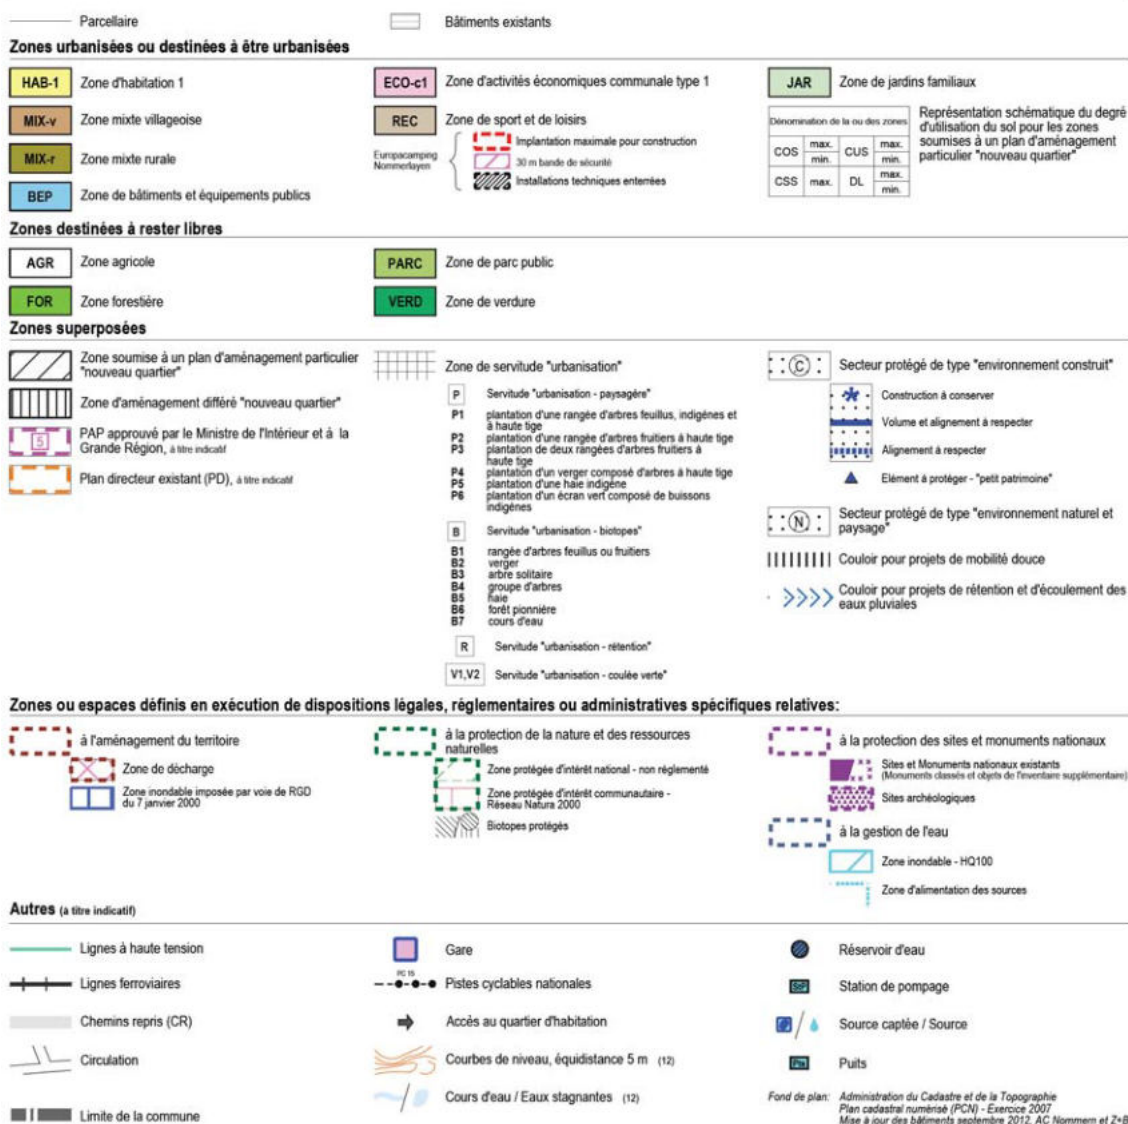 Parcellaire
Bâtiments existants
Zones urbanisées ou destinées à être urbanisées
HAB-1 Zone d'habitation 1
MIX-v Zone mixte villageoise
MIX-r Zone mixte rurale
BEP Zone de bâtiments et équipements publics
ECO-c1 Zone d'activités économiques communale type 1
REC Zone de sport et de loisirs
Europacamping
Nommerlayen
Implantation maximale pour construction
30 m bande de sécurité
Installations techniques enterrées
JAR Zone de jardins familiaux
Dénomination de la ou des zones
COS max. CUS max.
min. min.
CSS max. DL max.
min.
Représentation schématique du degré
d'utilisation du sol pour les zones
soumises à un plan d'aménagement
particulier "nouveau quartier"
Zones destinées à rester libres
AGR Zone agricole
FOR Zone forestière
PARC Zone de parc public
VERD Zone de verdure
Zones superposées
Zone soumise à un plan d'aménagement particulier
"nouveau quartier"
Zone d'aménagement différé "nouveau quartier"
5 PAP approuvé par le Ministre de l'Intérieur et à la
Grande Région, à titre indicatif
Plan directeur existant (PD), à titre indicatif
Zone de servitude "urbanisation"
P Servitude "urbanisation - paysagère"
P1 plantation d'une rangée d'arbres feuillus, indigènes et
à haute tige
P2 plantation d'une rangée d'arbres fruitiers à haute tige
P3 plantation de deux rangées d'arbres fruitiers à
haute tige
P4 plantation d'un verger composé d'arbres à haute tige
P5 plantation d'une haie indigène
P6 plantation d'un écran vert composé de buissons
indigènes
B Servitude "urbanisation - biotopes"
B1 rangée d'arbres feuillus ou fruitiers
B2 verger
B3 arbre solitaire
B4 groupe d'arbres
B5 haie
B6 forêt pionnière
B7 cours d'eau
R Servitude "urbanisation - rétention"
V1,V2 Servitude "urbanisation - coulée verte"
C Secteur protégé de type "environnement construit"
Construction à conserver
Volume et alignement à respecter
Alignement à respecter
Elément à protéger - "petit patrimoine"
N Secteur protégé de type "environnement naturel et
paysage"
Couloir pour projets de mobilité douce
Couloir pour projets de rétention et d'écoulement des
eaux pluviales
Zones ou espaces définis en exécution de dispositions légales, réglementaires ou administratives spécifiques relatives:
à l'aménagement du territoire
Zone de décharge
Zone inondable imposée par voie de RGD
du 7 janvier 2000
à la protection de la nature et des ressources
naturelles
Zone protégée d'intérêt national - non réglementé
Zone protégée d'intérêt communautaire -
Réseau Natura 2000
Biotopes protégés
à la protection des sites et monuments nationaux
Sites et Monuments nationaux existants
(Monuments classés et objets de l'inventaire supplémentaire)
Sites archéologiques
à la gestion de l'eau
Zone inondable - HQ100
Zone d'alimentation des sources
Autres (à titre indicatif)
Lignes à haute tension
Lignes ferroviaires
Chemins repris (CR)
Circulation
Limite de la commune
Gare
PC 15
Pistes cyclables nationales
Accès au quartier d'habitation
Courbes de niveau, équidistance 5 m (12)
Cours d'eau / Eaux stagnantes (12)
Réservoir d'eau
Station de pompage
Source captée / Source
Puits
Fond de plan: Administration du Cadastre et de la Topographie
Plan cadastral numérisé (PCN) - Exercice 2007
Mise à jour des bâtiments septembre 2012, AC Nommern et Z+B